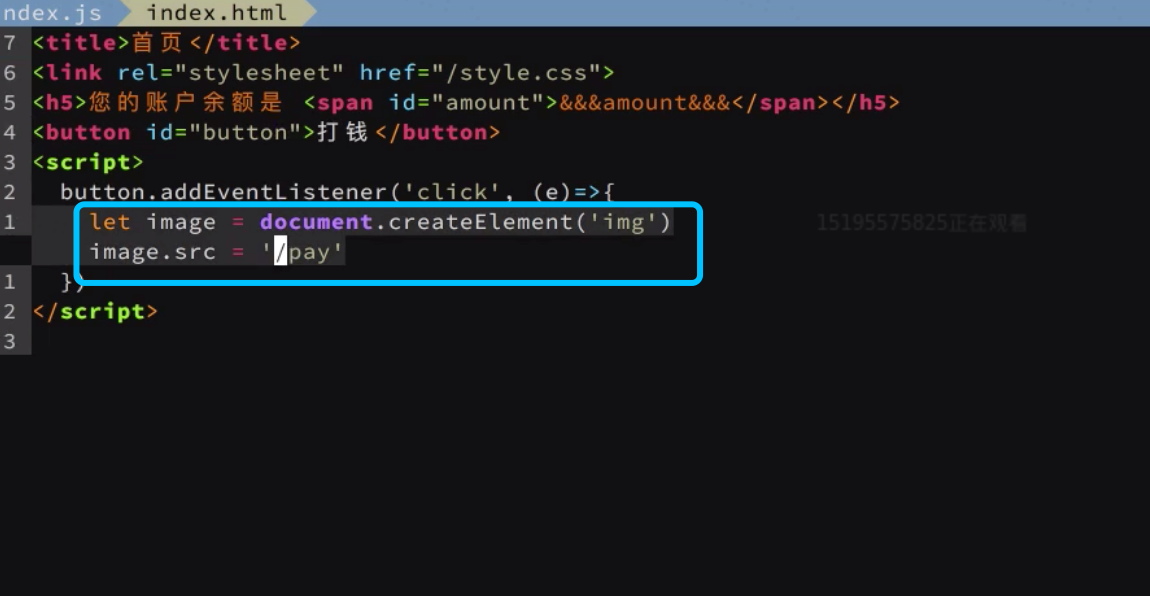 ndex.js index.html
7 <title>首页</title>
6 <link rel="stylesheet" href="/style.css">
5 <h5>您的账户余额是 <span id="amount">&&&amount&&&</span></h5>
4 <button id="button">打钱</button>
3 <script>
2 button.addEventListener('click', (e)=>{
1 let image = document.createElement('img')
15195575825正在观看
image.src = '/pay'
1 })
2 </script>
3